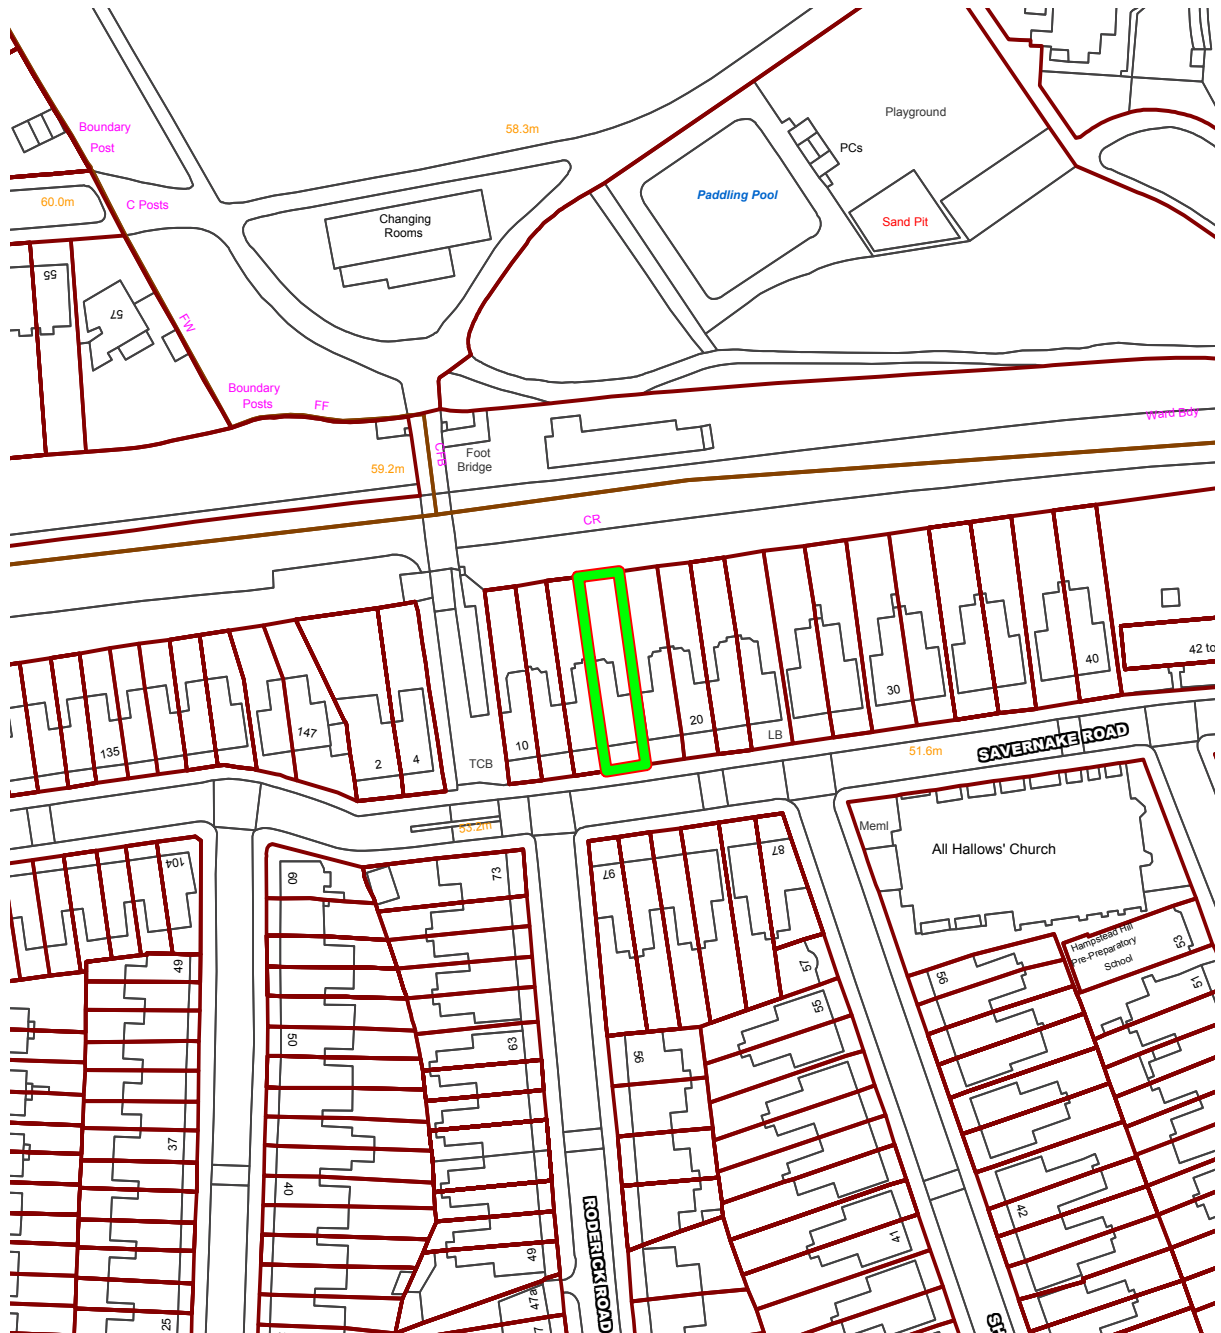 58.3m
Boundary
Post
Playground
PCs
Paddling Pool
60.0m
C Posts
Changing
Rooms
Sand Pit
55
57
FW
Boundary
Posts
FF
Ward Bdy
CFB
Foot
Bridge
59.2m
CR
42 to
40
30
20
10
LB
147
135
2
4
TCB
51.6m
SAVERNAKE ROAD
53.2m
Meml
All Hallows' Church
104
60
73
97
87
Hampstead Hill
Pre-Preparatory
School
53
49
57
56
51
55
50
63
56
37
40
42
41
RODERICK ROAD
49
47a
25